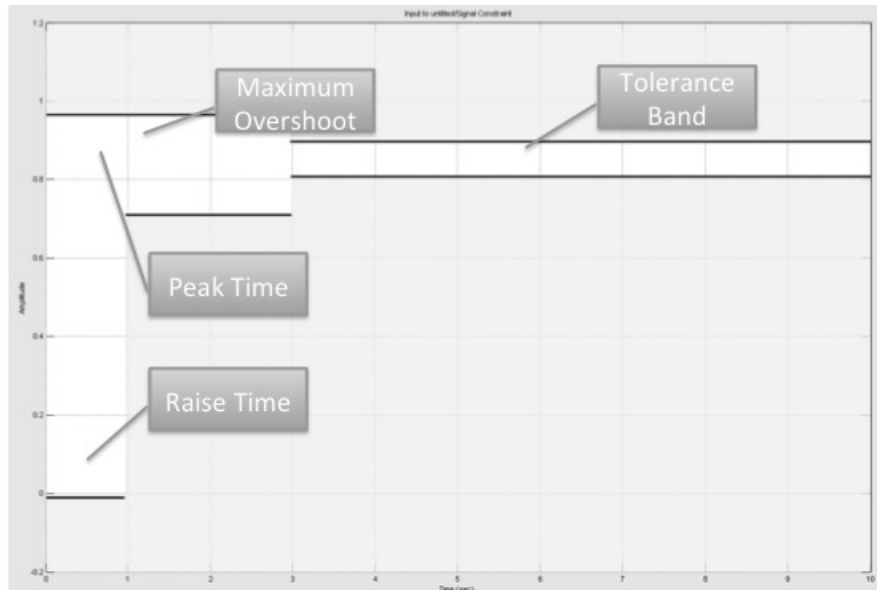 Input to untitled/Signal Constraint
1.2
1
0.8
0.6
0.4
0.2
0
-0.2
Amplitude
Maximum
Overshoot
Tolerance
Band
Peak Time
Raise Time
0 1 2 3 4 5 6 7 8 9 10
Time (sec)